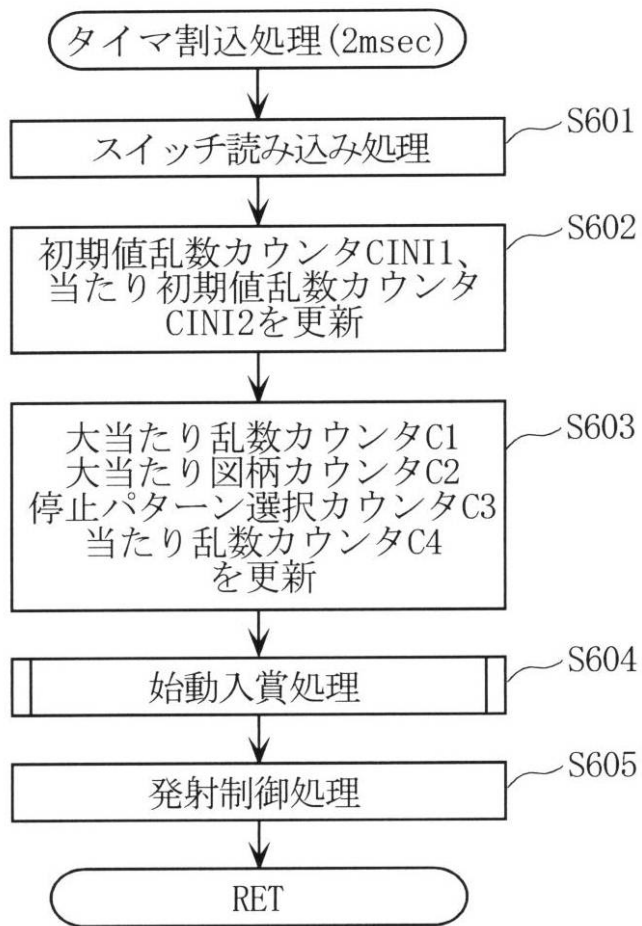 タイマ割込処理(2msec)
スイッチ読み込み処理
S601
初期値乱数カウンタCINI1、
当たり初期値乱数カウンタ
CINI2を更新
S602
大当たり乱数カウンタC1
大当たり図柄カウンタC2
停止パターン選択カウンタC3
当たり乱数カウンタC4
を更新
S603
始動入賞処理
S604
発射制御処理
S605
RET